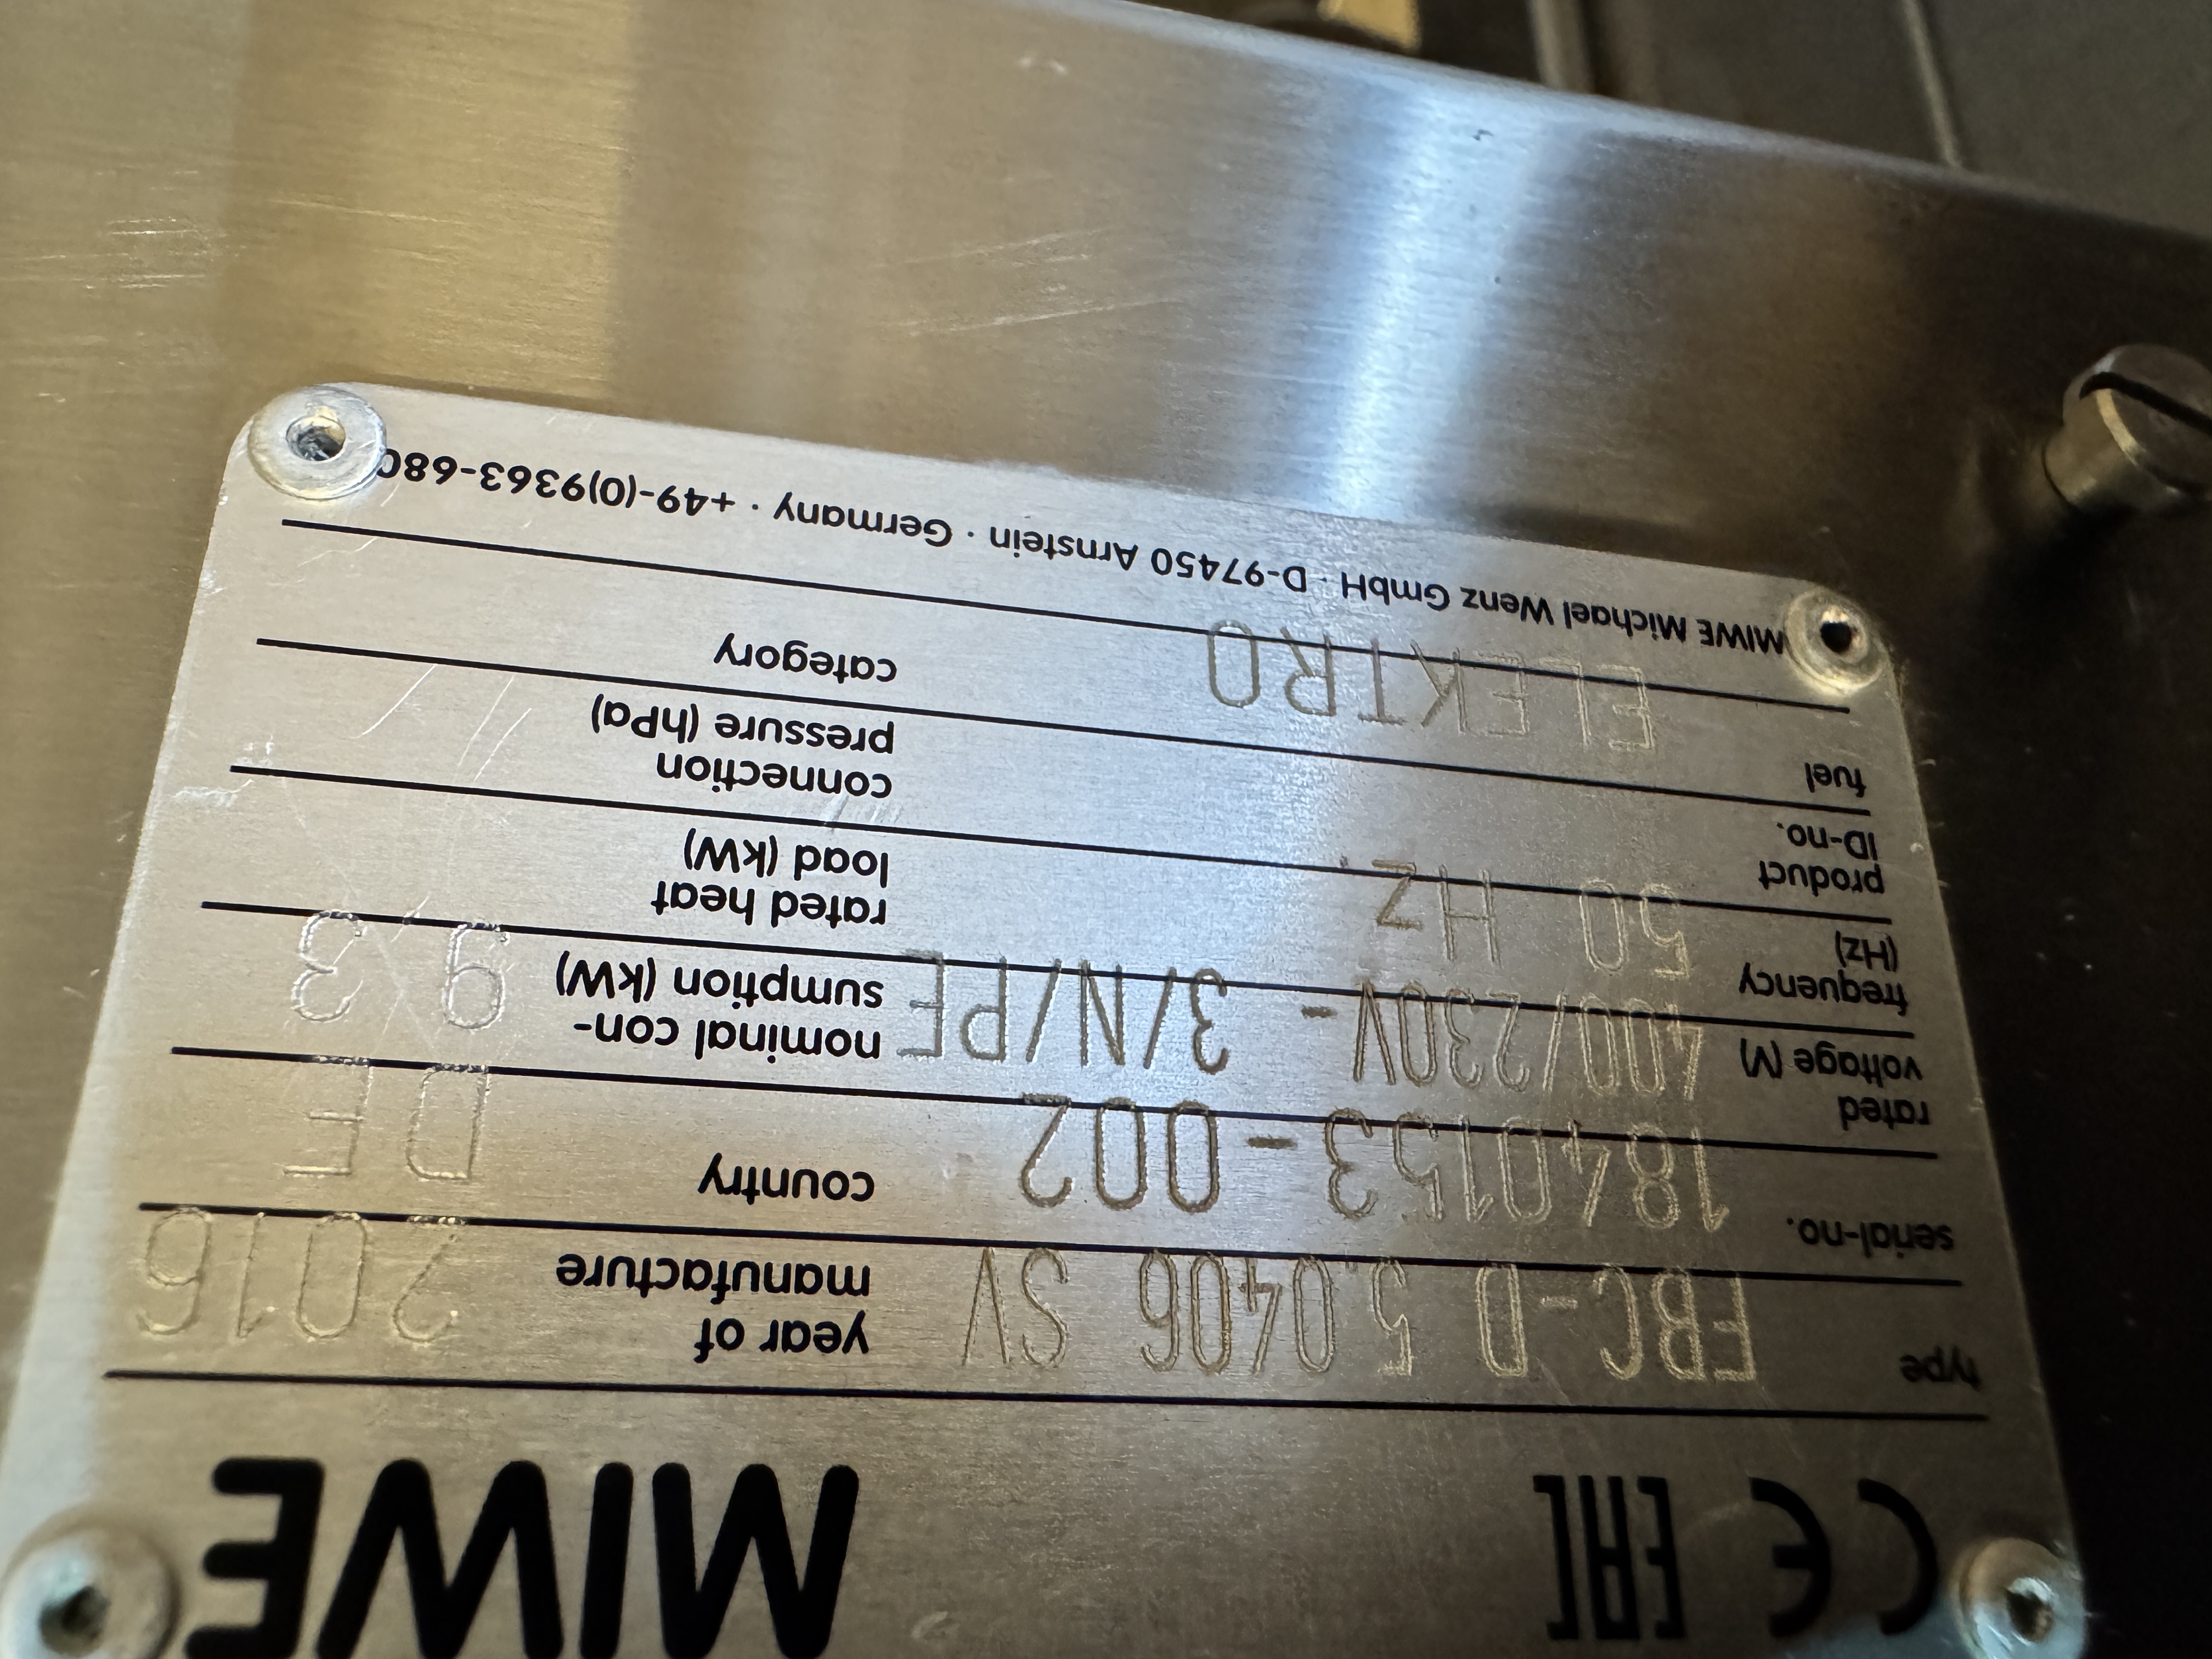 CE EAC MIWE
type FBC-D 5.0406 SV year of manufacture 2016
serial-no. 1840153-002 country DE
rated voltage (V) 400/230V- 3/N/PE nominal con-sumption (kW) 9,3
frequency (Hz) 50 Hz. rated heat load (kW)
product ID-no. connection pressure (hPa)
fuel ELEKTRO category
MIWE Michael Wenz GmbH · D-97450 Arnstein · Germany · +49-(0)9363-680